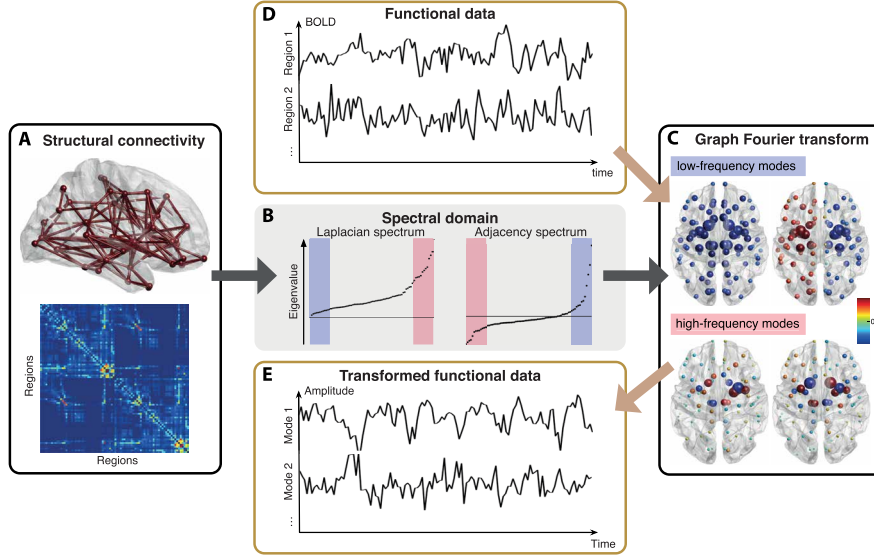 D Functional data
BOLD
Region 1
Region 2
...
time
A Structural connectivity
Regions
Regions
B Spectral domain
Laplacian spectrum
Adjacency spectrum
Eigenvalue
C Graph Fourier transform
low-frequency modes
high-frequency modes
E Transformed functional data
Amplitude
Mode 1
Mode 2
...
Time